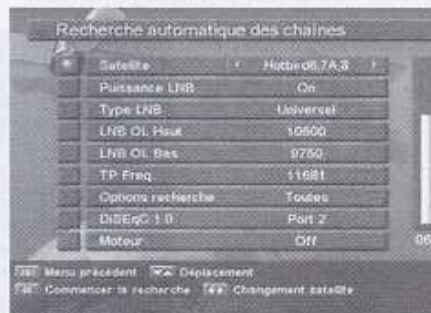 Recherche automatique des chaînes
Satellite Hotbird6,7A,8
Puissance LNB On
Type LNB Universel
LNB OL Haut 10600
LNB OL Bas 9750
TP Freq 11681
Options recherche Toutes
DiSEqC 1.0 Port 2
Moteur Off
06
Menu précédent Déplacement
Commencer la recherche Changement satellite